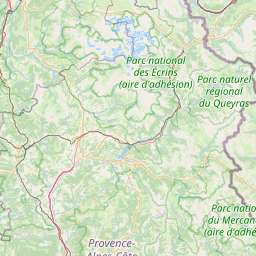 Parc national
des Écrins
(aire d'adhésion)
Parc naturel
régional
du Queyras
Parc nat
du Mercan
(aire d'adhé
Provence-
Alpes-Côte